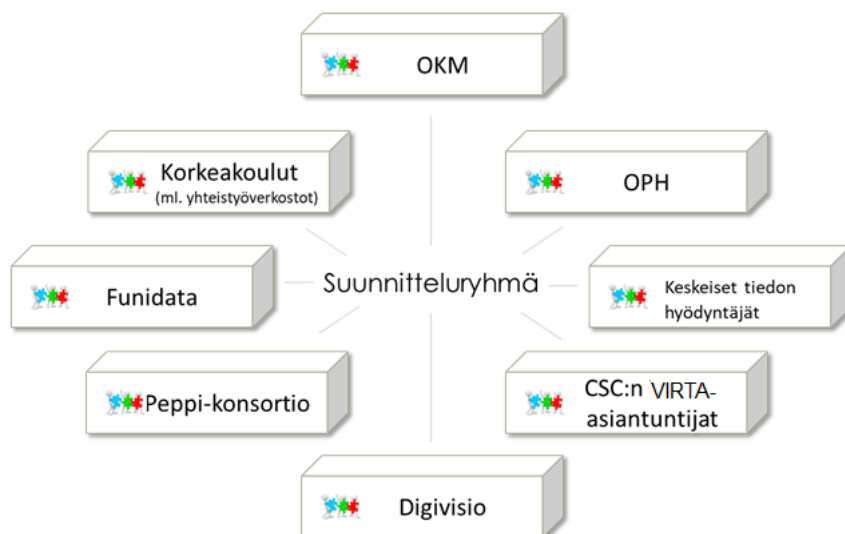 OKM
Korkeakoulut
(ml. yhteistyöverkostot)
OPH
Funidata
Suunnitteluryhmä
Keskeiset tiedon
hyödyntäjät
Peppi-konsortio
CSC:n VIRTA-
asiantuntijat
Digivisio